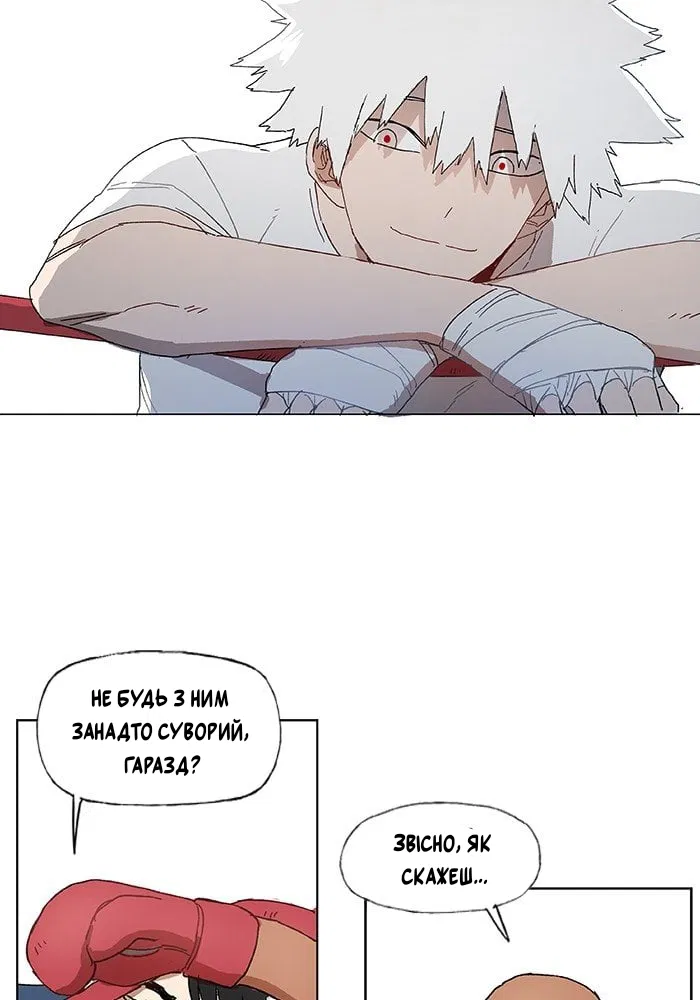 НЕ БУДЬ З НИМ
ЗАНАДТО СУВОРИЙ,
ГАРАЗД?
ЗВІСНО, ЯК
СКАЖЕШ...